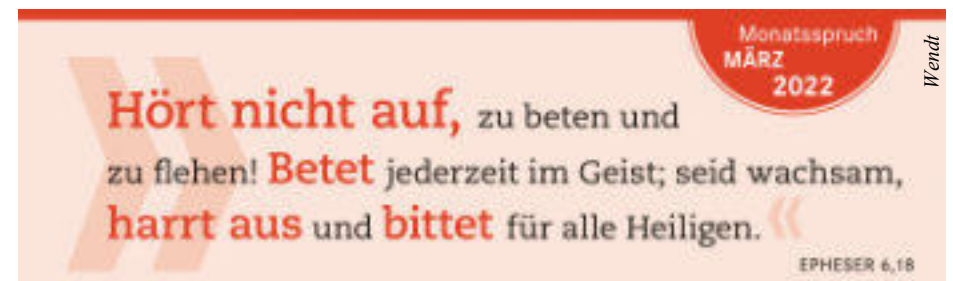 Monatsspruch
MÄRZ
2022
Wendt
Hört nicht auf, zu beten und
zu flehen! Betet jederzeit im Geist; seid wachsam,
harrt aus und bittet für alle Heiligen. «
EPHESER 6,18